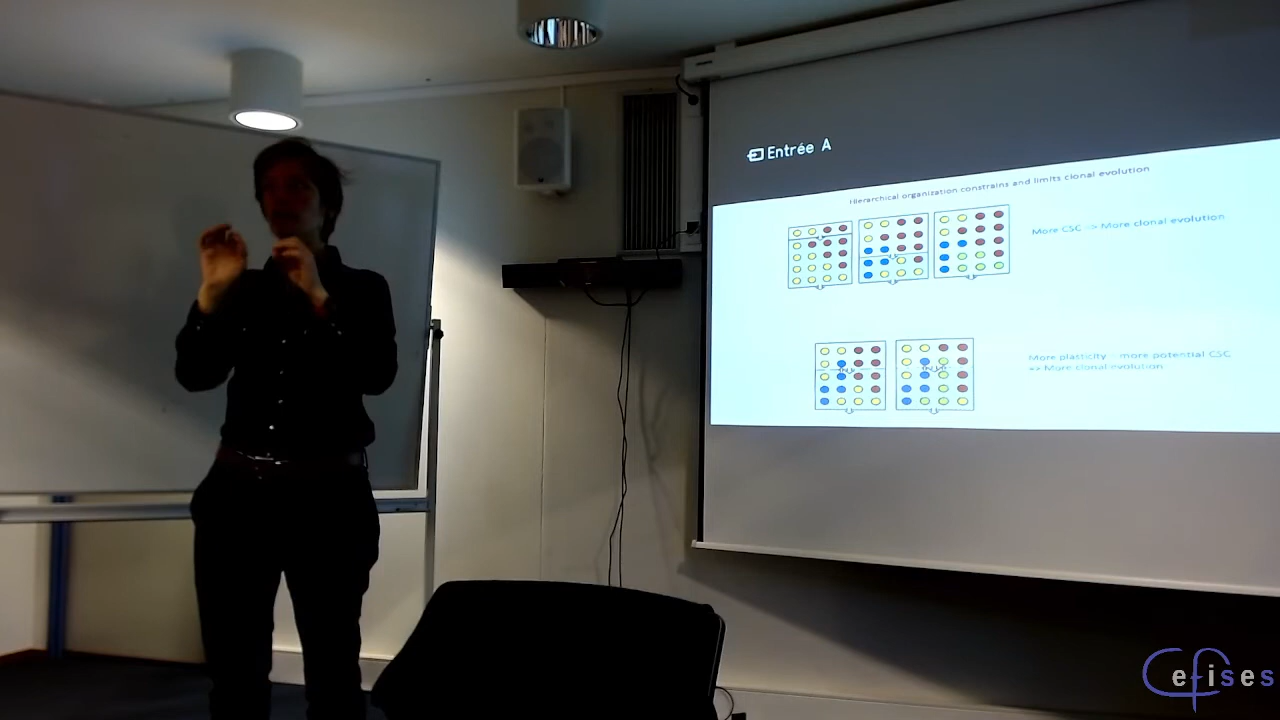 Entrée A
Hierarchical organization constrains and limits clonal evolution
More CSC -> More clonal evolution
More plasticity = more potential CSC
=> More clonal evolution
Cefises